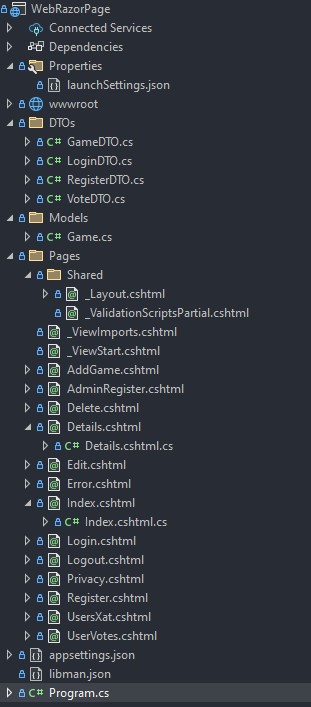 WebRazorPage
Connected Services
Dependencies
Properties
launchSettings.json
wwwroot
DTOs
C# GameDTO.cs
C# LoginDTO.cs
C# RegisterDTO.cs
C# VoteDTO.cs
Models
C# Game.cs
Pages
Shared
_Layout.cshtml
_ValidationScriptsPartial.cshtml
_ViewImports.cshtml
_ViewStart.cshtml
AddGame.cshtml
AdminRegister.cshtml
Delete.cshtml
Details.cshtml
C# Details.cshtml.cs
Edit.cshtml
Error.cshtml
Index.cshtml
C# Index.cshtml.cs
Login.cshtml
Logout.cshtml
Privacy.cshtml
Register.cshtml
UsersXat.cshtml
UserVotes.cshtml
appsettings.json
libman.json
C# Program.cs